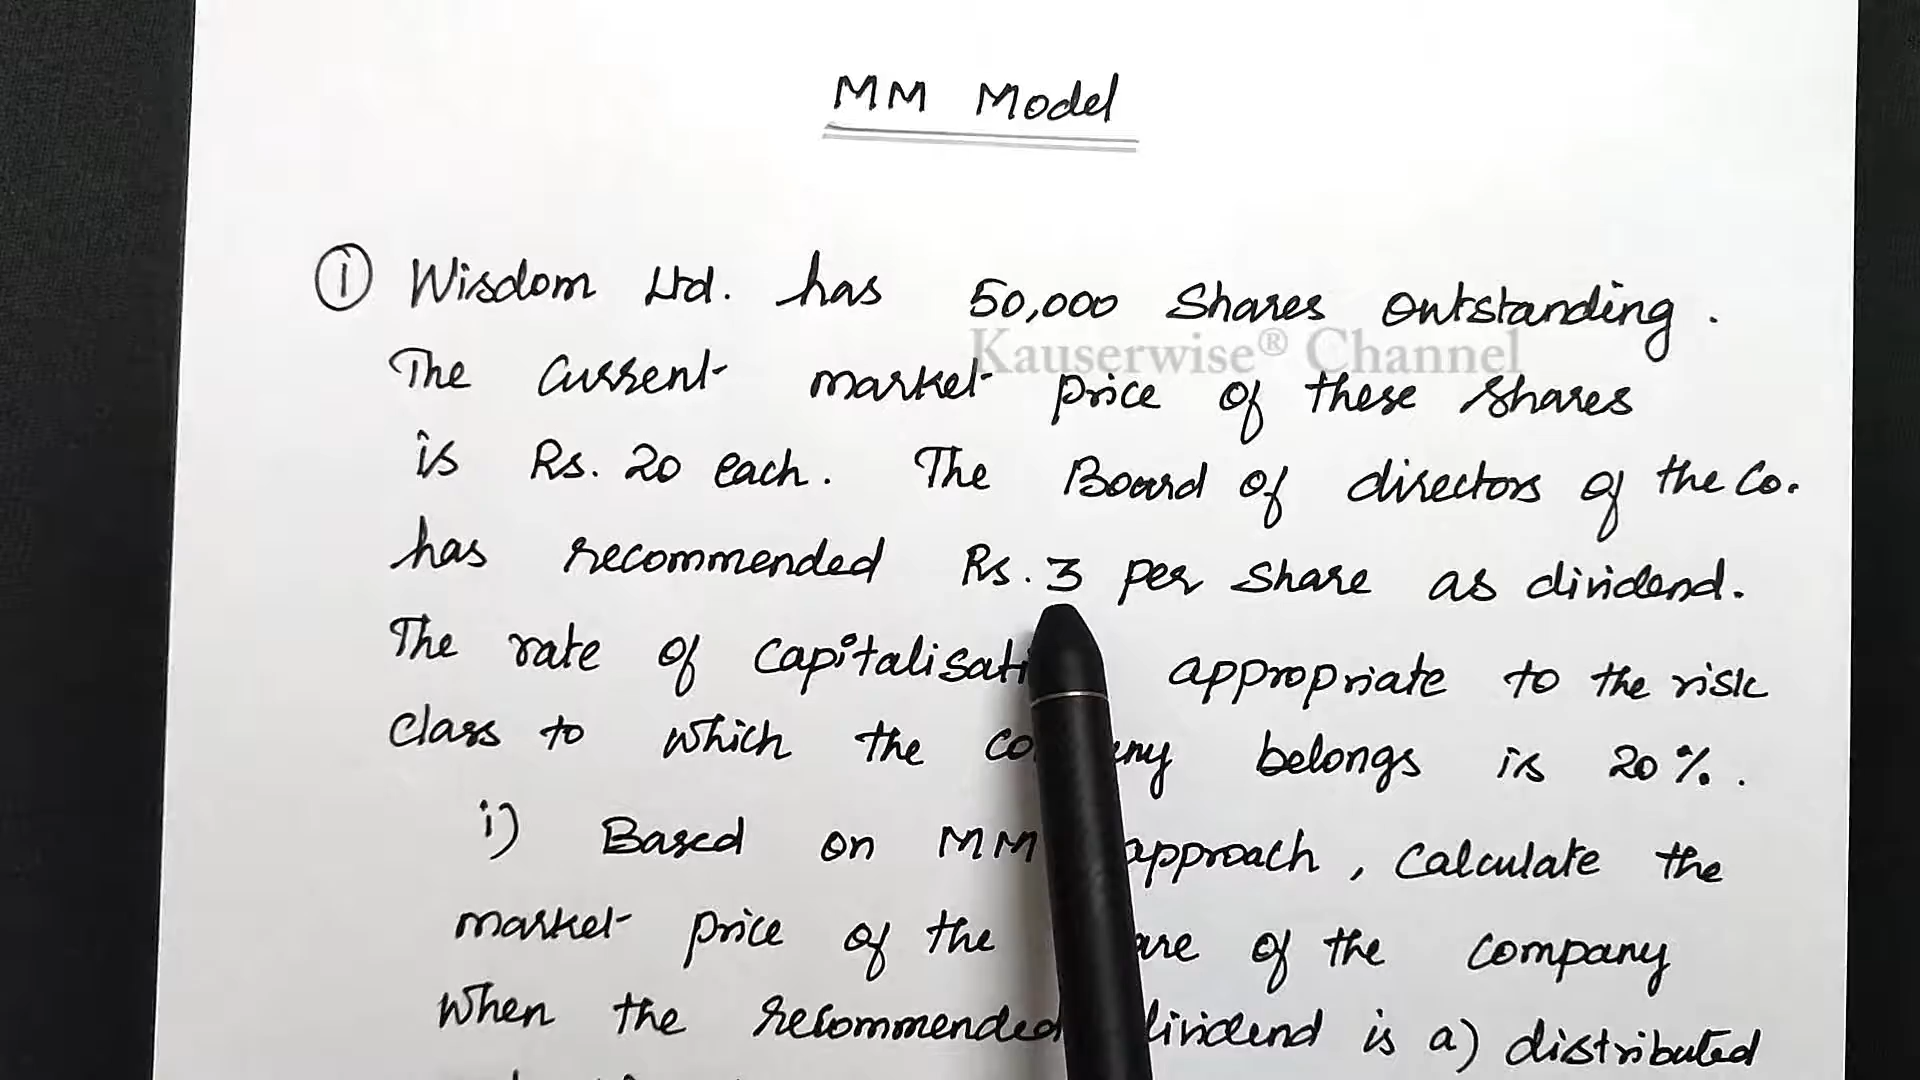 MM Model
① Wisdom Ltd. has 50,000 Shares outstanding.
Kauserwise® Channel
The current market price of these shares
is Rs. 20 each. The Board of directors of the Co.
has recommended Rs. 3 per share as dividend.
The rate of capitalisati appropriate to the risk
class to which the co any belongs is 20%.
i) Based on MM approach, calculate the
market price of the are of the company
when the recommended dividend is a) distributed